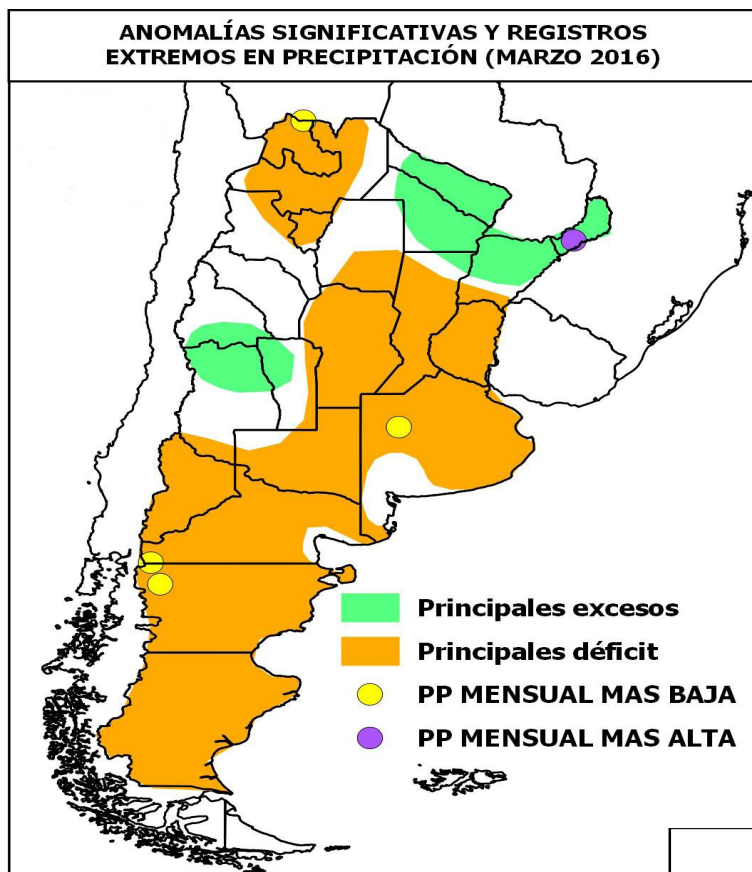 ANOMALÍAS SIGNIFICATIVAS Y REGISTROS
EXTREMOS EN PRECIPITACIÓN (MARZO 2016)
Principales excesos
Principales déficit
PP MENSUAL MAS BAJA
PP MENSUAL MAS ALTA